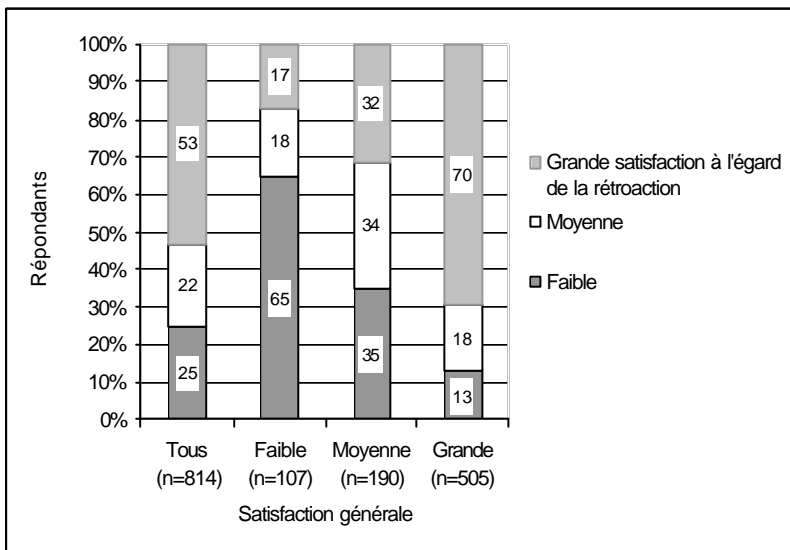 100%
90%
80%
70%
60%
50%
40%
30%
20%
10%
0%
Répondants
53
22
25
17
18
65
32
34
35
70
18
13
Tous
(n=814)
Faible
(n=107)
Moyenne
(n=190)
Grande
(n=505)
Satisfaction générale
Grande satisfaction à l'égard
de la rétroaction
Moyenne
Faible